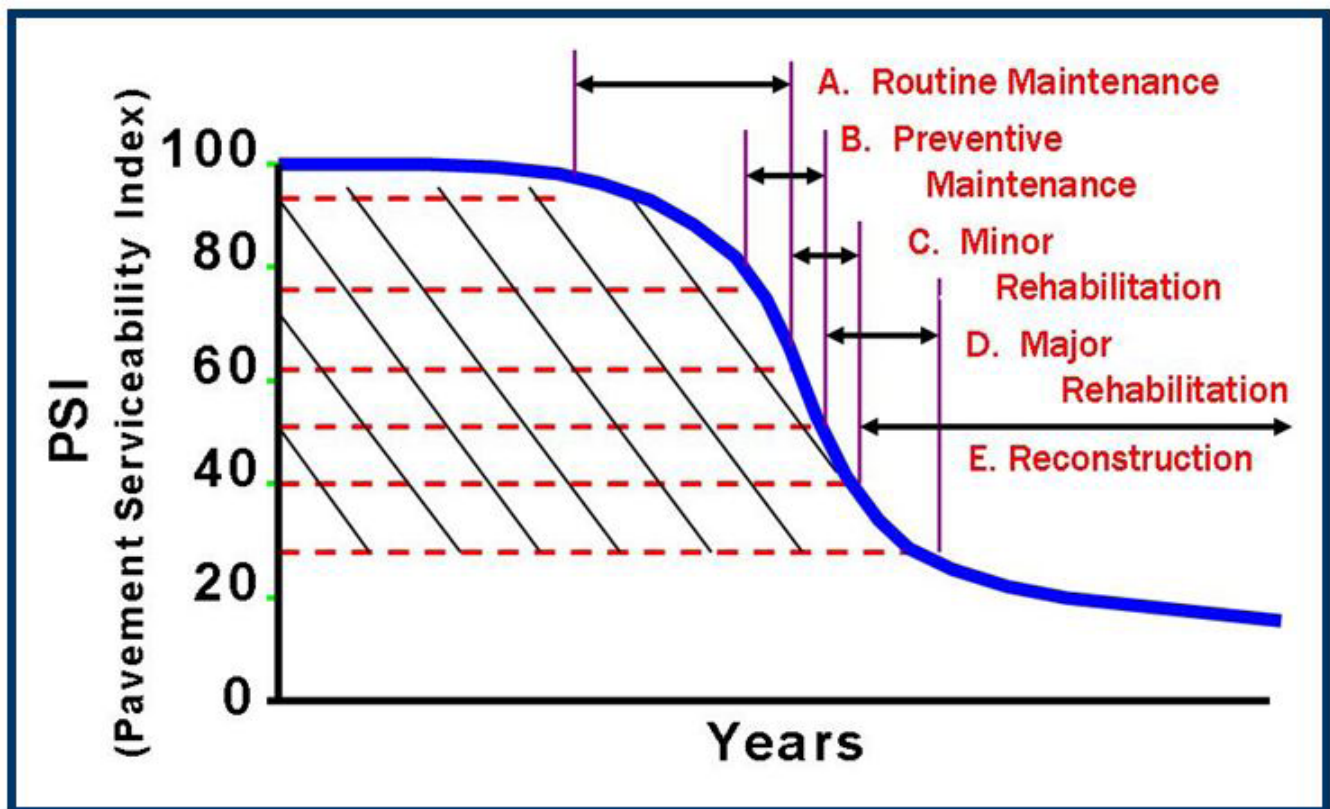 A. Routine Maintenance
B. Preventive
Maintenance
C. Minor
Rehabilitation
D. Major
Rehabilitation
E. Reconstruction
PSI
(Pavement Serviceability Index)
100
80
60
40
20
0
Years